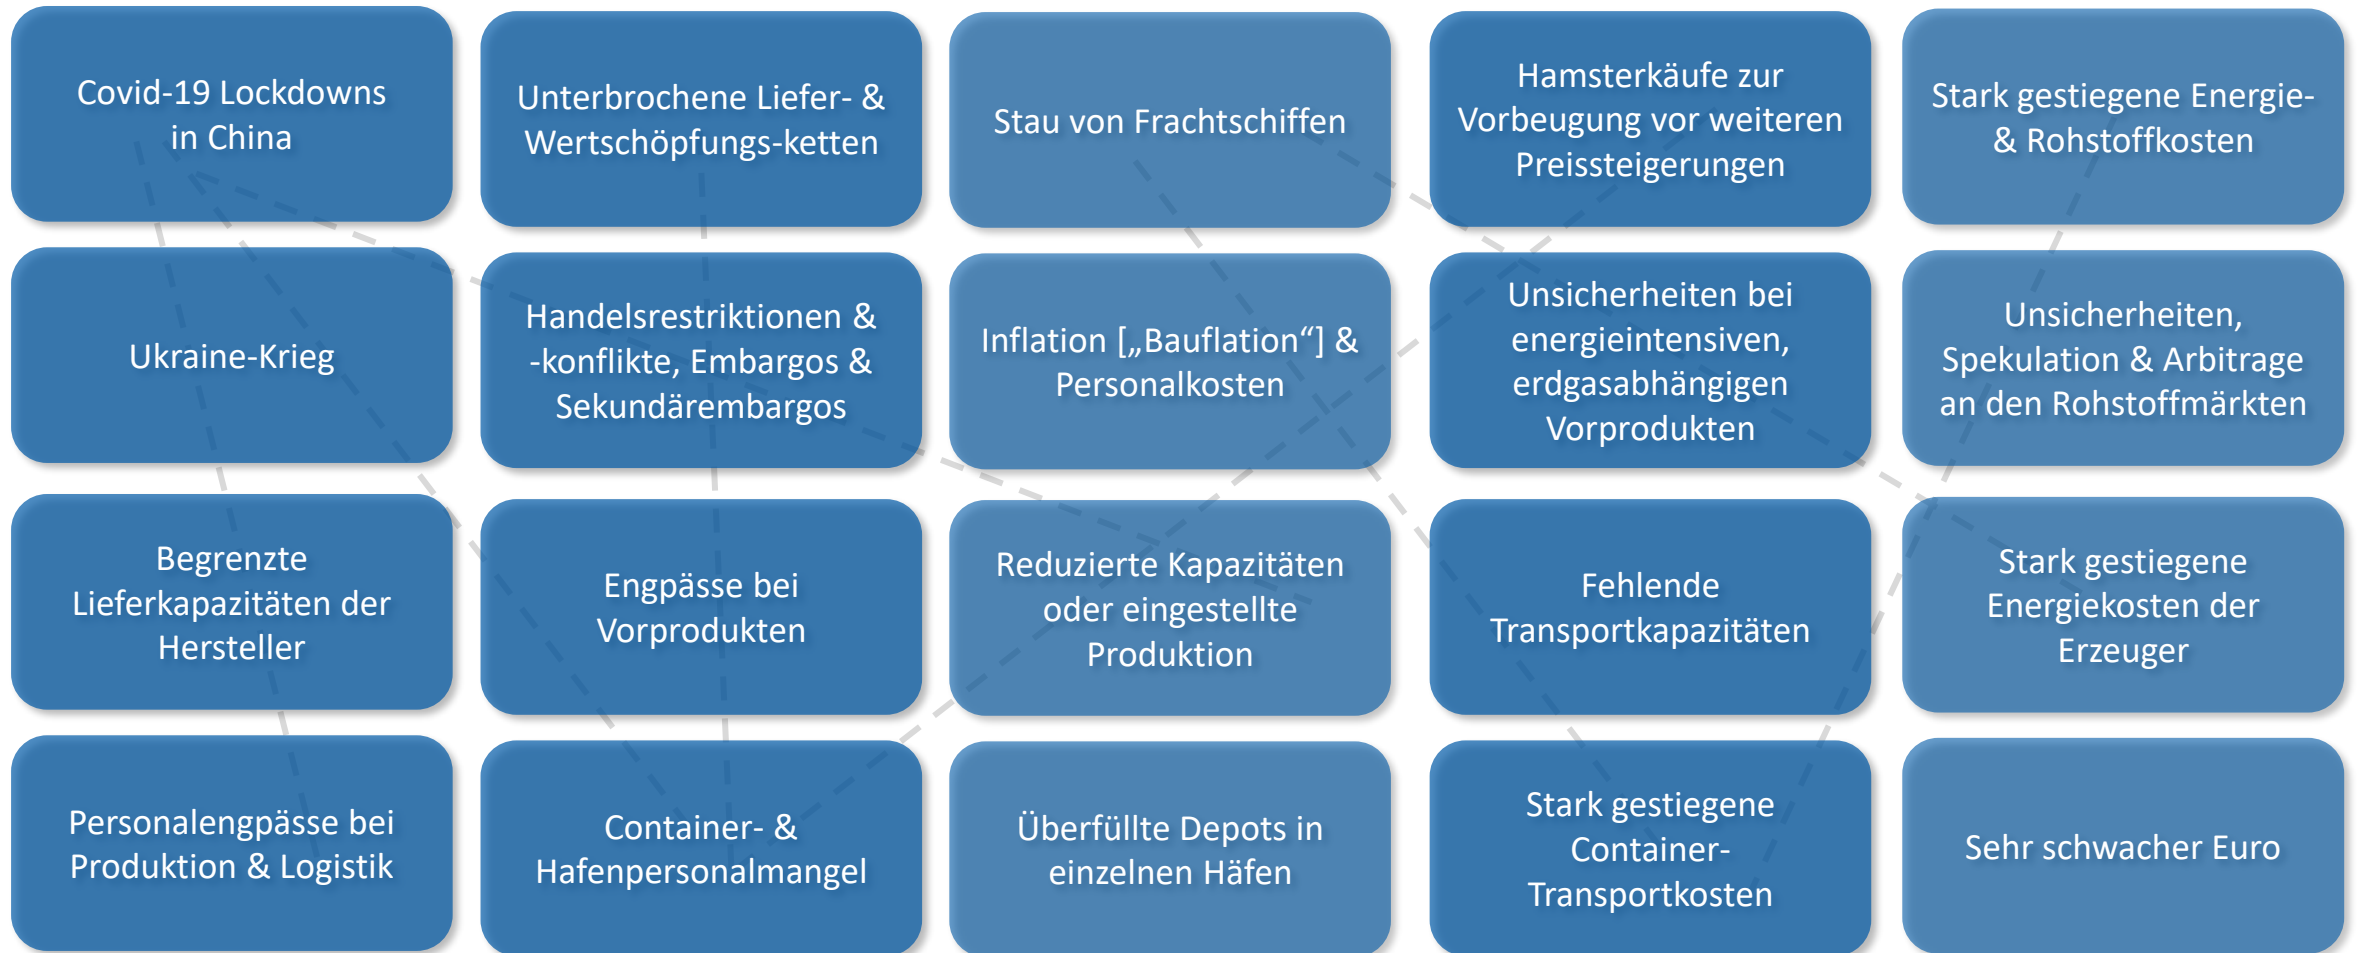 Covid-19 Lockdowns
in China
Unterbrochene Liefer- &
Wertschöpfungs-ketten
Stau von Frachtschiffen
Hamsterkäufe zur
Vorbeugung vor weiteren
Preissteigerungen
Stark gestiegene Energie-
& Rohstoffkosten
Ukraine-Krieg
Handelsrestriktionen &
-konflikte, Embargos &
Sekundärembargos
Inflation [„Bauflation“] &
Personalkosten
Unsicherheiten bei
energieintensiven,
erdgasabhängigen
Vorprodukten
Unsicherheiten,
Spekulation & Arbitrage
an den Rohstoffmärkten
Begrenzte
Lieferkapazitäten der
Hersteller
Engpässe bei
Vorprodukten
Reduzierte Kapazitäten
oder eingestellte
Produktion
Fehlende
Transportkapazitäten
Stark gestiegene
Energiekosten der
Erzeuger
Personalengpässe bei
Produktion & Logistik
Container- &
Hafenpersonalmangel
Überfüllte Depots in
einzelnen Häfen
Stark gestiegene
Container-
Transportkosten
Sehr schwacher Euro